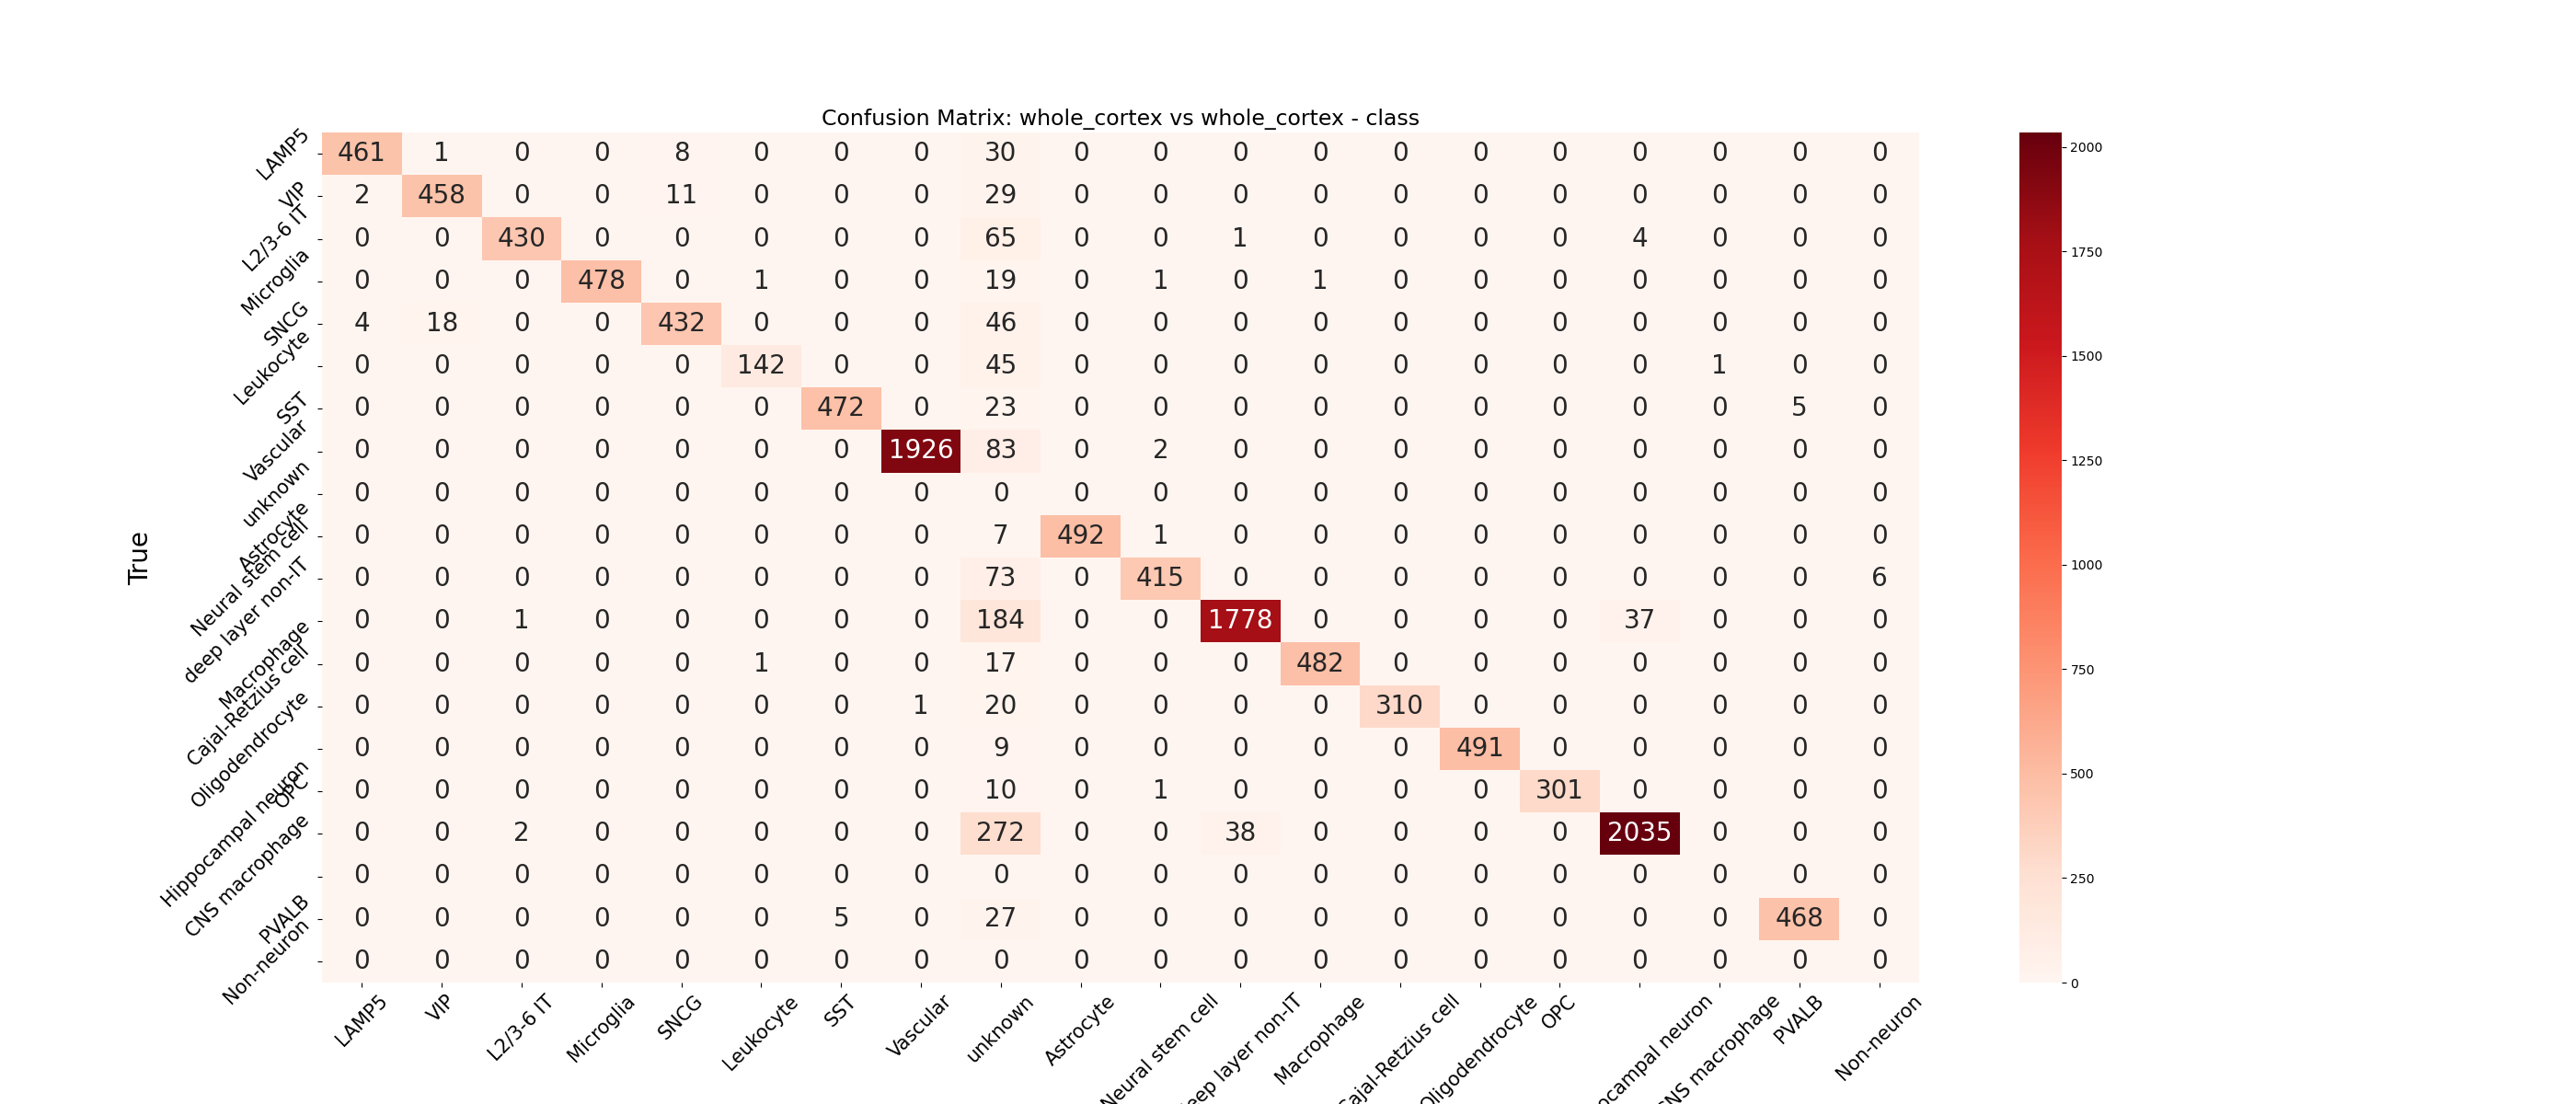 Confusion Matrix: whole_cortex vs whole_cortex - class
True
LAMP5 461 1 0 0 8 0 0 0 30 0 0 0 0 0 0 0 0 0 0 0
VIP 2 458 0 0 11 0 0 0 29 0 0 0 0 0 0 0 0 0 0 0
L2/3-6 IT 0 0 430 0 0 0 0 0 65 0 0 1 0 0 0 0 4 0 0 0
Microglia 0 0 0 478 0 1 0 0 19 0 1 0 1 0 0 0 0 0 0 0
SNCG 4 18 0 0 432 0 0 0 46 0 0 0 0 0 0 0 0 0 0 0
Leukocyte 0 0 0 0 0 142 0 0 45 0 0 0 0 0 0 0 0 1 0 0
SST 0 0 0 0 0 0 472 0 23 0 0 0 0 0 0 0 0 0 5 0
Vascular 0 0 0 0 0 0 0 1926 83 0 2 0 0 0 0 0 0 0 0 0
unknown 0 0 0 0 0 0 0 0 0 0 0 0 0 0 0 0 0 0 0 0
Astrocyte 0 0 0 0 0 0 0 0 7 492 1 0 0 0 0 0 0 0 0 0
Neural stem cell 0 0 0 0 0 0 0 0 73 0 415 0 0 0 0 0 0 0 0 6
deep layer non-IT 0 0 1 0 0 0 0 0 184 0 0 1778 0 0 0 0 37 0 0 0
Macrophage 0 0 0 0 0 1 0 0 17 0 0 0 482 0 0 0 0 0 0 0
Cajal-Retzius cell 0 0 0 0 0 0 0 1 20 0 0 0 0 310 0 0 0 0 0 0
Oligodendrocyte 0 0 0 0 0 0 0 0 9 0 0 0 0 0 491 0 0 0 0 0
OPC 0 0 0 0 0 0 0 0 10 0 1 0 0 0 0 301 0 0 0 0
Hippocampal neuron 0 0 2 0 0 0 0 0 272 0 0 38 0 0 0 0 2035 0 0 0
CNS macrophage 0 0 0 0 0 0 0 0 0 0 0 0 0 0 0 0 0 0 0 0
PVALB 0 0 0 0 0 0 5 0 27 0 0 0 0 0 0 0 0 0 468 0
Non-neuron 0 0 0 0 0 0 0 0 0 0 0 0 0 0 0 0 0 0 0 0
LAMP5
VIP
L2/3-6 IT
Microglia
SNCG
Leukocyte
SST
Vascular
unknown
Astrocyte
Neural stem cell
eep layer non-IT
Macrophage
Cajal-Retzius cell
Oligodendrocyte
OPC
ocampal neuron
CNS macrophage
PVALB
Non-neuron
2000
1750
1500
1250
1000
750
500
250
0